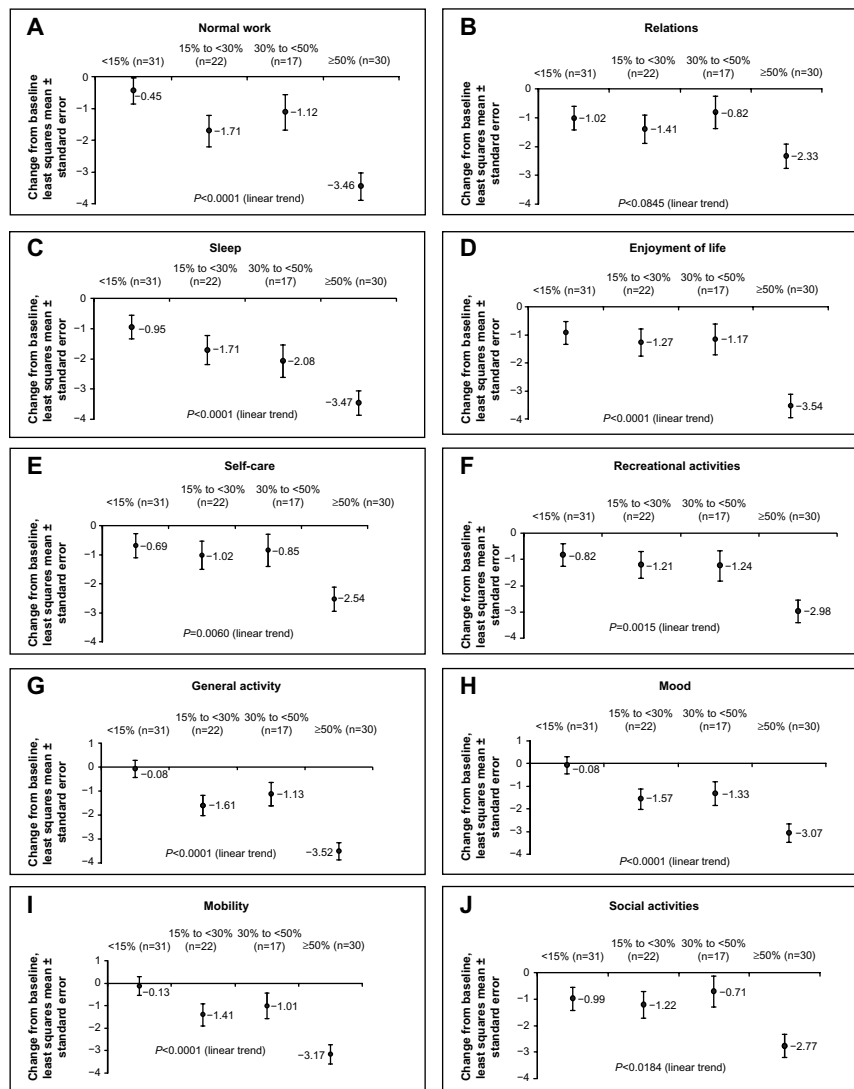 A
Normal work
<15% (n=31)
15% to <30%
(n=22)
30% to <50%
(n=17)
≥50% (n=30)
Change from baseline,
least squares mean ±
standard error
0
−1
−2
−3
−4
−0.45
−1.71
−1.12
−3.46
P<0.0001 (linear trend)
B
Relations
<15% (n=31)
15% to <30%
(n=22)
30% to <50%
(n=17)
≥50% (n=30)
Change from baseline,
least squares mean ±
standard error
0
−1
−2
−3
−4
−1.02
−1.41
−0.82
−2.33
P<0.0845 (linear trend)
C
Sleep
<15% (n=31)
15% to <30%
(n=22)
30% to <50%
(n=17)
≥50% (n=30)
Change from baseline,
least squares mean ±
standard error
0
−1
−2
−3
−4
−0.95
−1.71
−2.08
−3.47
P<0.0001 (linear trend)
D
Enjoyment of life
<15% (n=31)
15% to <30%
(n=22)
30% to <50%
(n=17)
≥50% (n=30)
Change from baseline,
least squares mean ±
standard error
0
−1
−2
−3
−4
−1.27
−1.17
−3.54
P<0.0001 (linear trend)
E
Self-care
<15% (n=31)
15% to <30%
(n=22)
30% to <50%
(n=17)
≥50% (n=30)
Change from baseline,
least squares mean ±
standard error
0
−1
−2
−3
−4
−0.69
−1.02
−0.85
−2.54
P=0.0060 (linear trend)
F
Recreational activities
<15% (n=31)
15% to <30%
(n=22)
30% to <50%
(n=17)
≥50% (n=30)
Change from baseline,
least squares mean ±
standard error
0
−1
−2
−3
−4
−0.82
−1.21
−1.24
−2.98
P=0.0015 (linear trend)
G
General activity
<15% (n=31)
15% to <30%
(n=22)
30% to <50%
(n=17)
≥50% (n=30)
Change from baseline,
least squares mean ±
standard error
1
0
−1
−2
−3
−4
−0.08
−1.61
−1.13
−3.52
P<0.0001 (linear trend)
H
Mood
<15% (n=31)
15% to <30%
(n=22)
30% to <50%
(n=17)
≥50% (n=30)
Change from baseline,
least squares mean ±
standard error
1
0
−1
−2
−3
−4
−0.08
−1.57
−1.33
−3.07
P<0.0001 (linear trend)
I
Mobility
<15% (n=31)
15% to <30%
(n=22)
30% to <50%
(n=17)
≥50% (n=30)
Change from baseline,
least squares mean ±
standard error
1
0
−1
−2
−3
−4
−0.13
−1.41
−1.01
−3.17
P<0.0001 (linear trend)
J
Social activities
<15% (n=31)
15% to <30%
(n=22)
30% to <50%
(n=17)
≥50% (n=30)
Change from baseline,
least squares mean ±
standard error
0
−1
−2
−3
−4
−0.99
−1.22
−0.71
−2.77
P<0.0184 (linear trend)